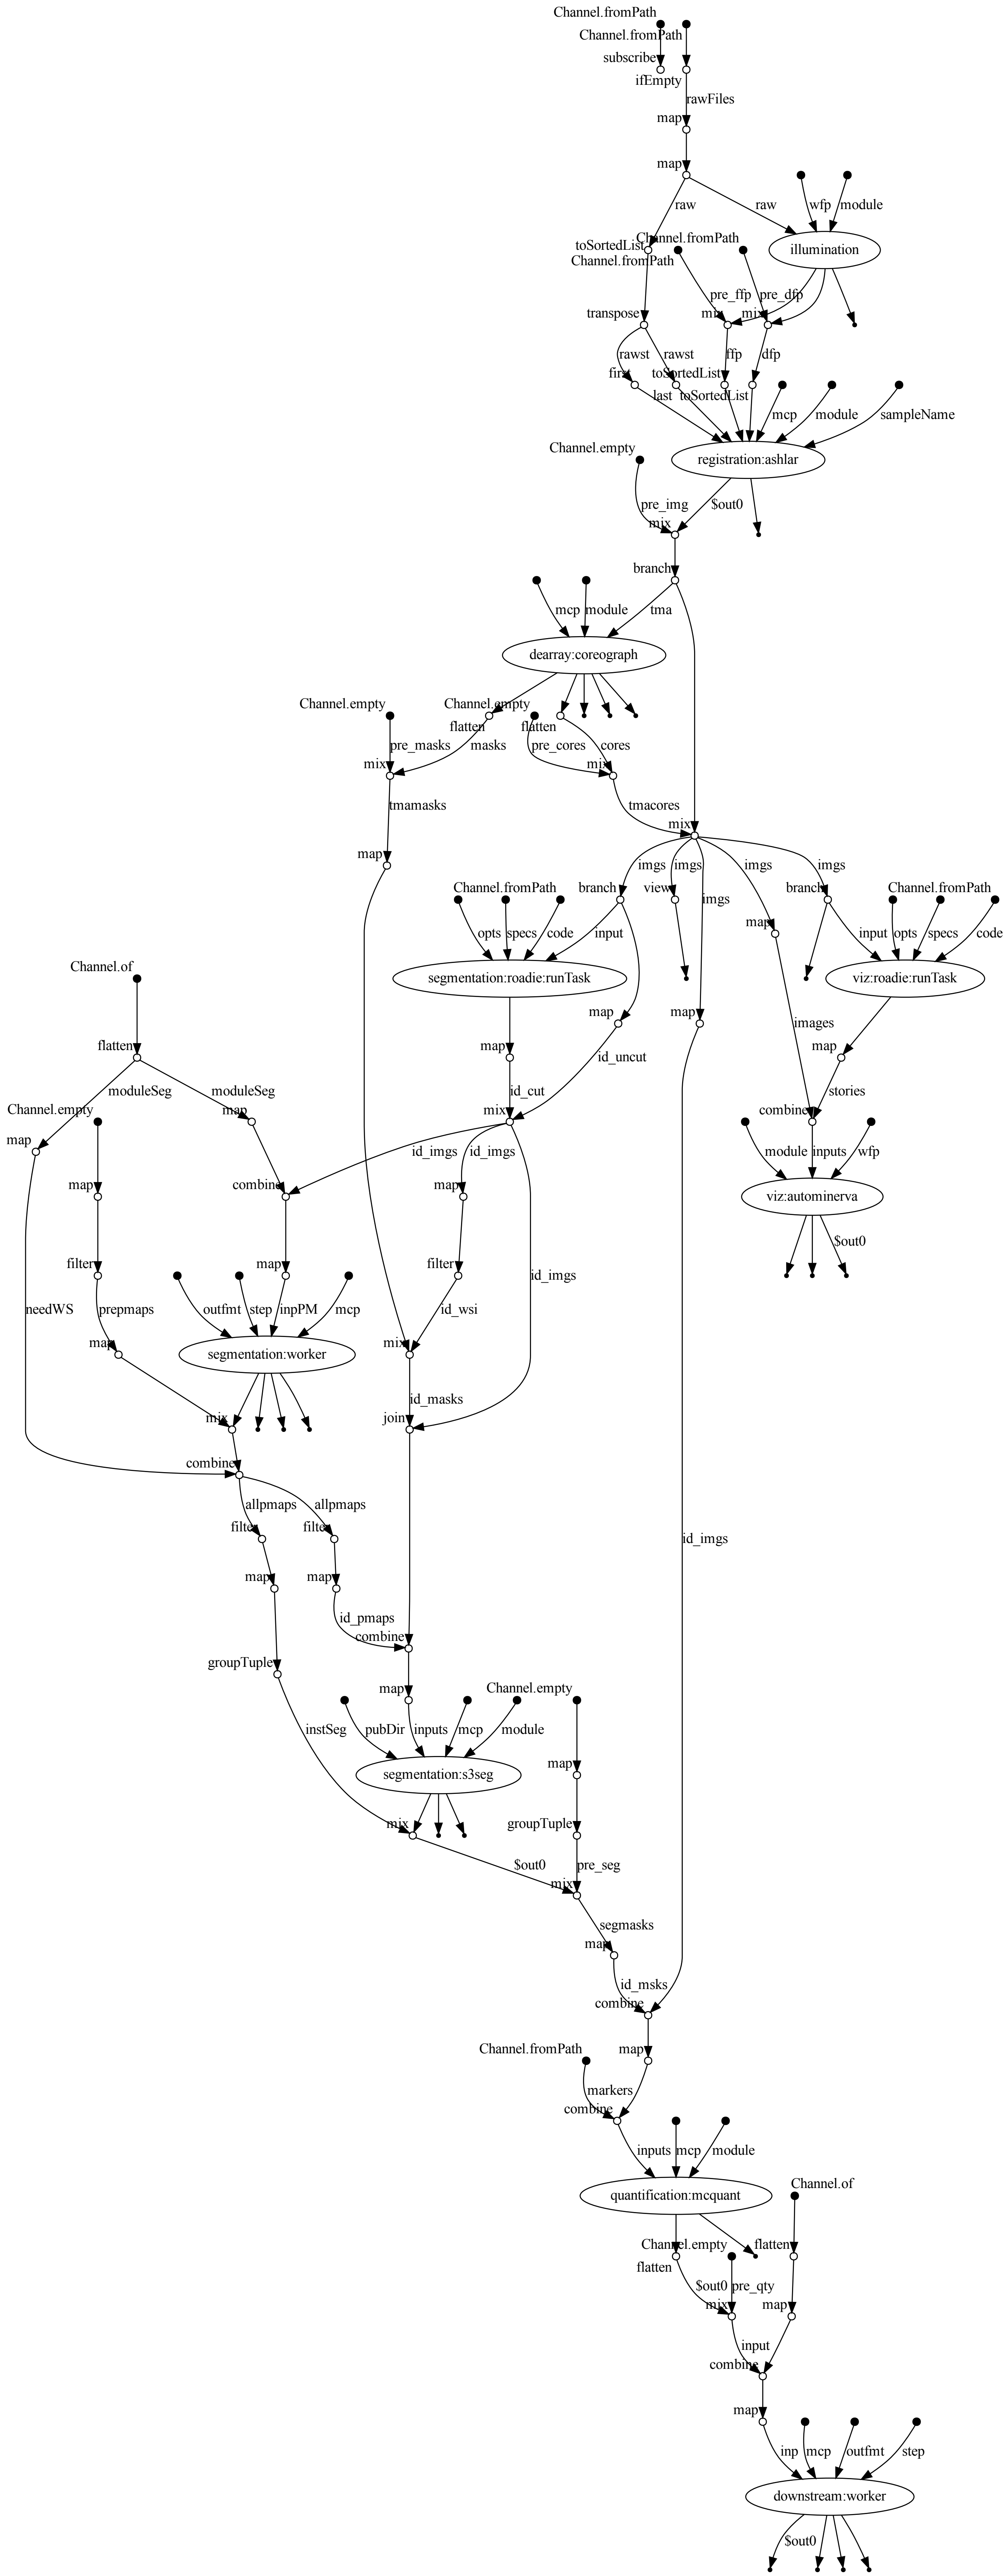 Channel.fromPath
Channel.fromPath
subscribe
ifEmpty
rawFiles
map
map
raw
raw
wfp
module
toSortedList
Channel.fromPath
illumination
Channel.fromPath
pre_ffp
pre_dfp
transpose
mix
mix
rawst
rawst
ffp
dfp
first
toSortedList
last
toSortedList
mcp
module
sampleName
Channel.empty
registration:ashlar
pre_img
$out0
mix
branch
mcp
module
tma
dearray:coreograph
Channel.empty
Channel.empty
flatten
flatten
pre_masks
masks
pre_cores
cores
mix
mix
tmamasks
tmacores
mix
map
imgs
imgs
imgs
imgs
imgs
Channel.fromPath
branch
view
branch
Channel.fromPath
opts
specs
code
input
map
input
opts
specs
code
Channel.of
segmentation:roadie:runTask
viz:roadie:runTask
map
map
images
flatten
map
id_uncut
map
moduleSeg
moduleSeg
id_cut
stories
Channel.empty
map
mix
combine
map
id_imgs
id_imgs
module
inputs
wfp
map
combine
map
viz:autominerva
filter
map
filter
id_imgs
$out0
needWS
prepmaps
outfmt
step
inpPM
mcp
id_wsi
map
segmentation:worker
mix
id_masks
mix
join
combine
allpmaps
allpmaps
filter
filter
id_imgs
map
map
id_pmaps
combine
groupTuple
map
Channel.empty
instSeg
pubDir
inputs
mcp
module
map
segmentation:s3seg
mix
groupTuple
$out0
pre_seg
mix
segmasks
map
id_msks
combine
Channel.fromPath
map
markers
combine
inputs
mcp
module
quantification:mcquant
Channel.of
Channel.empty
flatten
flatten
$out0
pre_qty
mix
map
input
combine
map
inp
mcp
outfmt
step
downstream:worker
$out0